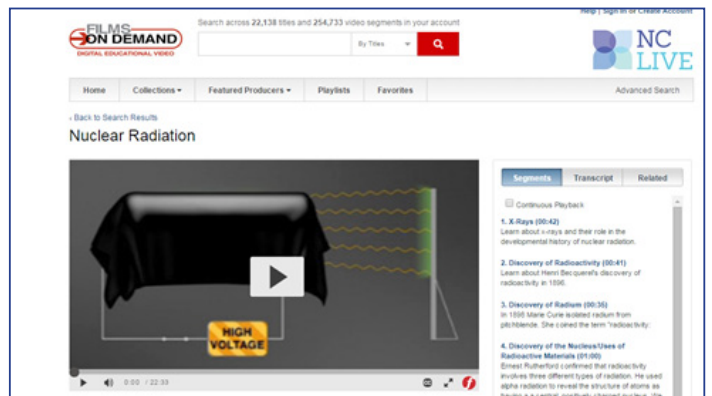 Help | Sign In or Create Account
FILMS
ON DEMAND
DIGITAL EDUCATIONAL VIDEO
Search across 22,138 titles and 254,733 video segments in your account
By Titles
NC
LIVE
Home Collections Featured Producers Playlists Favorites Advanced Search
‹ Back to Search Results
Nuclear Radiation
HIGH
VOLTAGE
0:00 / 22:33
Segments Transcript Related
Continuous Playback
1. X-Rays (00:42)
Learn about x-rays and their role in the
developmental history of nuclear radiation.
2. Discovery of Radioactivity (00:41)
Learn about Henri Becquerel's discovery of
radioactivity in 1896.
3. Discovery of Radium (00:35)
In 1898 Marie Curie isolated radium from
pitchblende. She coined the term "radioactivity.
4. Discovery of the Nucleus/Uses of
Radioactive Materials (01:00)
Ernest Rutherford confirmed that radioactivity
involves three different types of radiation. He used
alpha radiation to reveal the structure of atoms as
having a central, positively charged nucleus. We